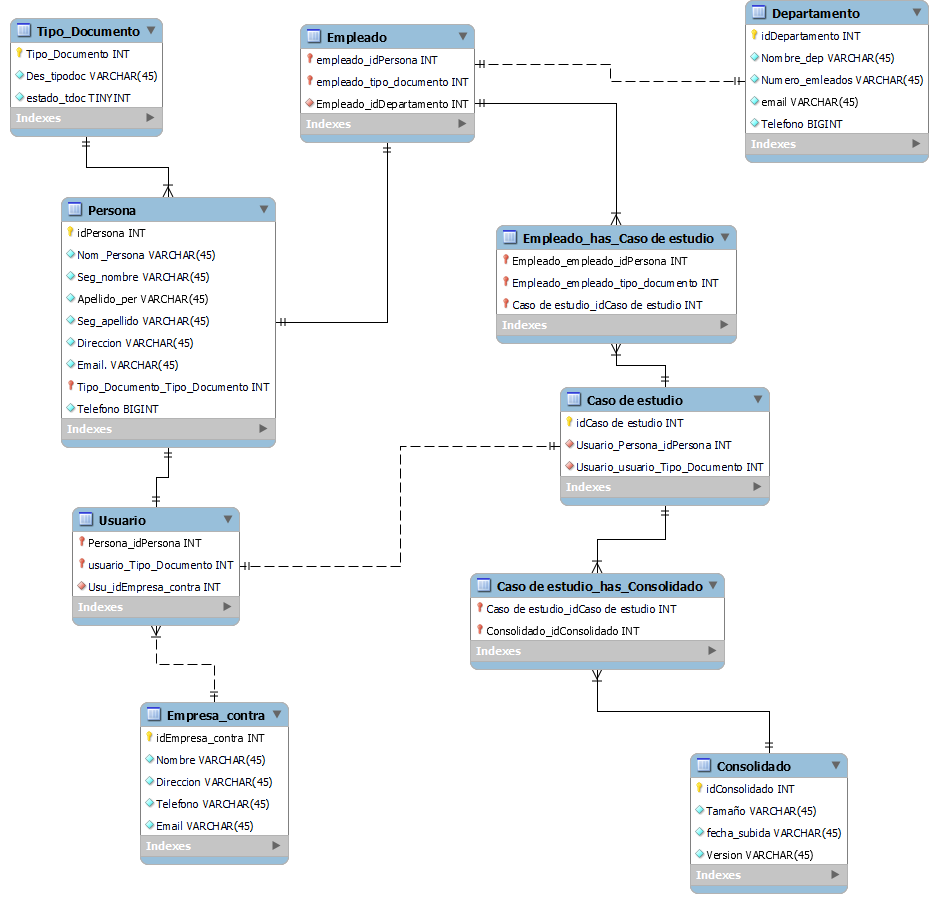 Tipo_Documento
Tipo_Documento INT
Des_tipodoc VARCHAR(45)
estado_tdoc TINYINT
Indexes
Empleado
empleado_idPersona INT
empleado_tipo_documento INT
Empleado_idDepartamento INT
Indexes
Departamento
idDepartamento INT
Nombre_dep VARCHAR(45)
Numero_emleados VARCHAR(45)
email VARCHAR(45)
Telefono BIGINT
Indexes
Persona
idPersona INT
Nom_Persona VARCHAR(45)
Seg_nombre VARCHAR(45)
Apellido_per VARCHAR(45)
Seg_apellido VARCHAR(45)
Direccion VARCHAR(45)
Email. VARCHAR(45)
Tipo_Documento_Tipo_Documento INT
Telefono BIGINT
Indexes
Empleado_has_Caso de estudio
Empleado_empleado_idPersona INT
Empleado_empleado_tipo_documento INT
Caso de estudio_idCaso de estudio INT
Indexes
Caso de estudio
idCaso de estudio INT
Usuario_Persona_idPersona INT
Usuario_usuario_Tipo_Documento INT
Indexes
Usuario
Persona_idPersona INT
usuario_Tipo_Documento INT
Usu_idEmpresa_contra INT
Indexes
Caso de estudio_has_Consolidado
Caso de estudio_idCaso de estudio INT
Consolidado_idConsolidado INT
Indexes
Empresa_contra
idEmpresa_contra INT
Nombre VARCHAR(45)
Direccion VARCHAR(45)
Telefono VARCHAR(45)
Email VARCHAR(45)
Indexes
Consolidado
idConsolidado INT
Tamaño VARCHAR(45)
fecha_subida VARCHAR(45)
Version VARCHAR(45)
Indexes